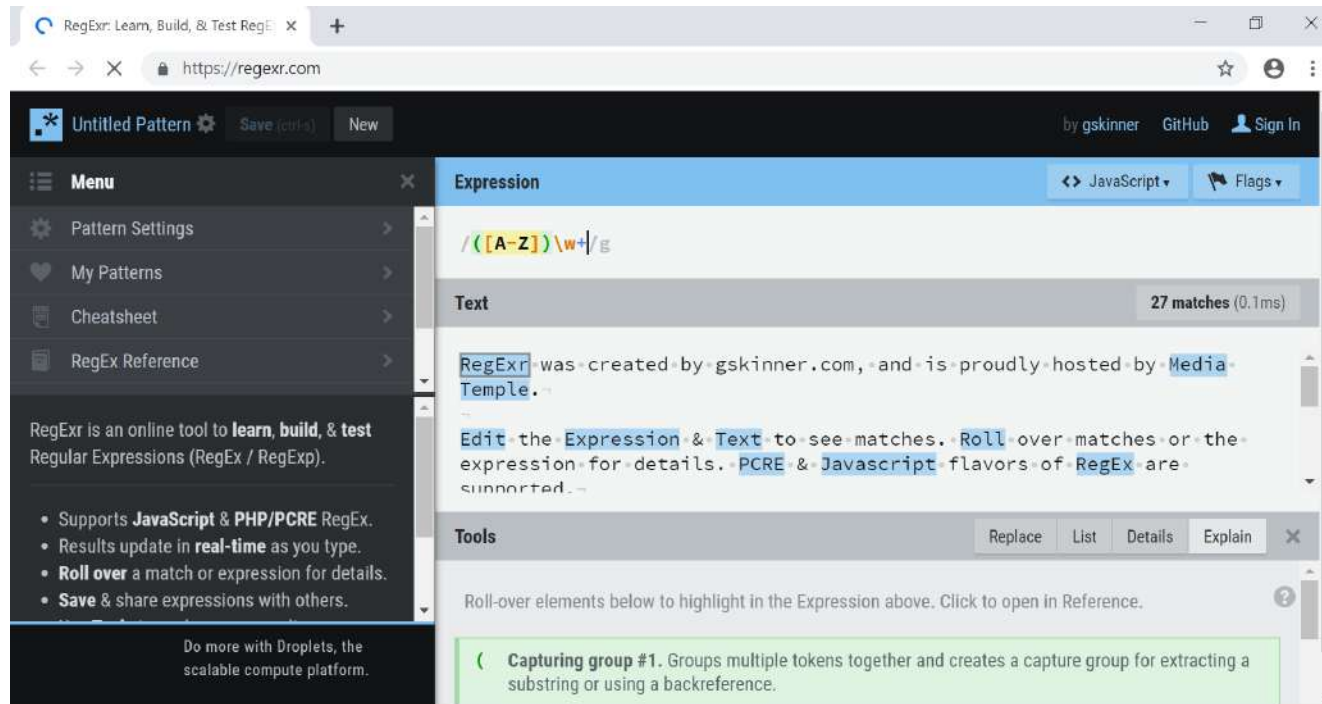 RegExr: Learn, Build, & Test RegE
https://regexr.com
Untitled Pattern
Save (ctrl-s)
New
by gskinner
GitHub
Sign In
Menu
Pattern Settings
My Patterns
Cheatsheet
RegEx Reference
RegExr is an online tool to learn, build, & test
Regular Expressions (RegEx / RegExp).
• Supports JavaScript & PHP/PCRE RegEx.
• Results update in real-time as you type.
• Roll over a match or expression for details.
• Save & share expressions with others.
Do more with Droplets, the
scalable compute platform.
Expression
<> JavaScript
Flags
/([A-Z])\w+/g
Text
27 matches (0.1ms)
RegExr was created by gskinner.com, and is proudly hosted by Media
Temple.
Edit the Expression & Text to see matches. Roll over matches or the
expression for details. PCRE & Javascript flavors of RegEx are
supported.
Tools
Replace
List
Details
Explain
Roll-over elements below to highlight in the Expression above. Click to open in Reference.
( Capturing group #1. Groups multiple tokens together and creates a capture group for extracting a
substring or using a backreference.